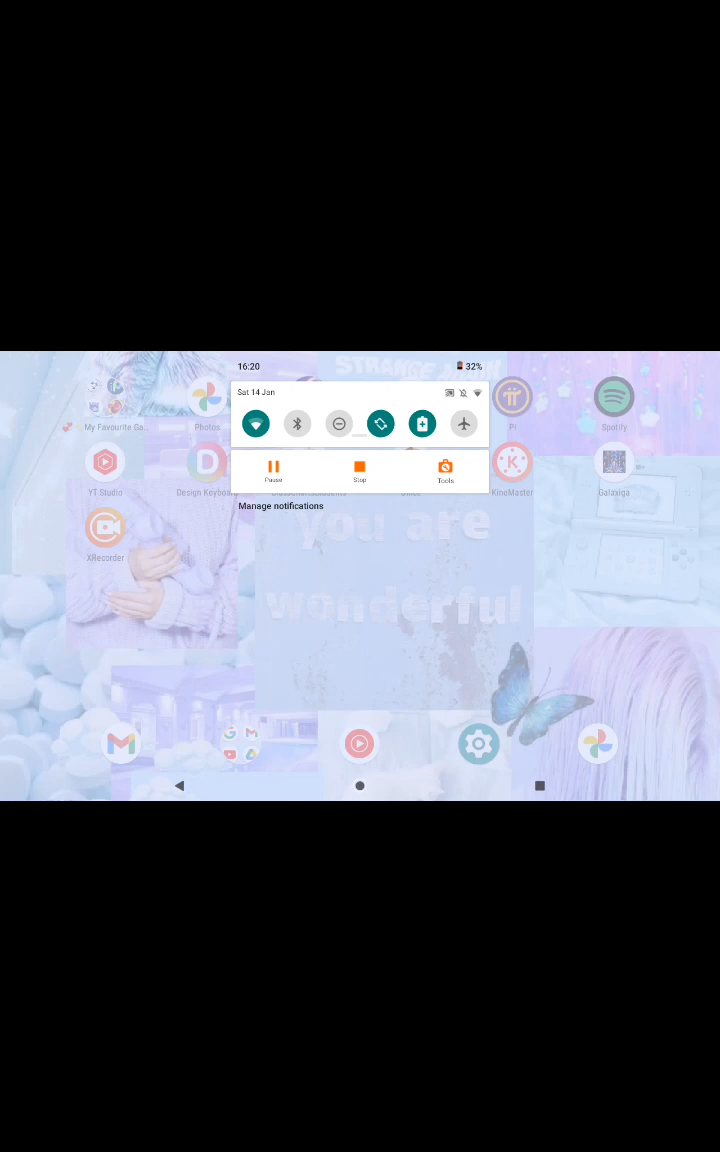 STRANGE
16:20
32%
Sat 14 Jan
My Favourite Ga...
Photos
Pi
Spotify
Pause
Stop
Tools
YT Studio
Design Keyboard
KineMaster
Galaxiga
Manage notifications
you are
XRecorder
wonderful